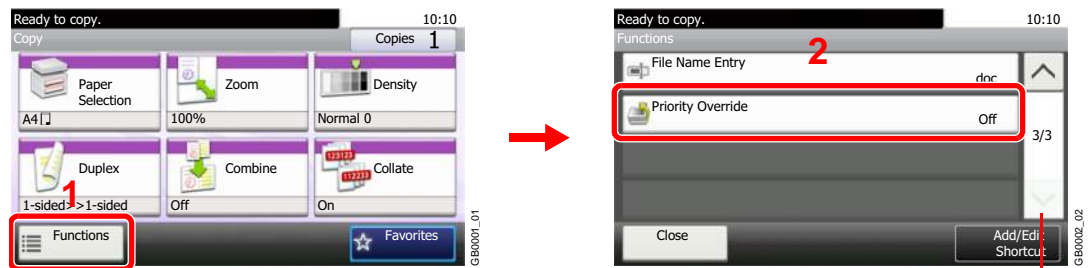 Ready to copy. 10:10
Copy Copies 1
Paper Selection
A4
Zoom
100%
Density
Normal 0
Duplex
1-sided>>1-sided
Combine
Off
Collate
On
1
Functions
Favorites
GB0001_01
Ready to copy. 10:10
Functions
2
File Name Entry
doc
Priority Override
Off
3/3
Close
Add/Edit
Shortcut
GB0002_02